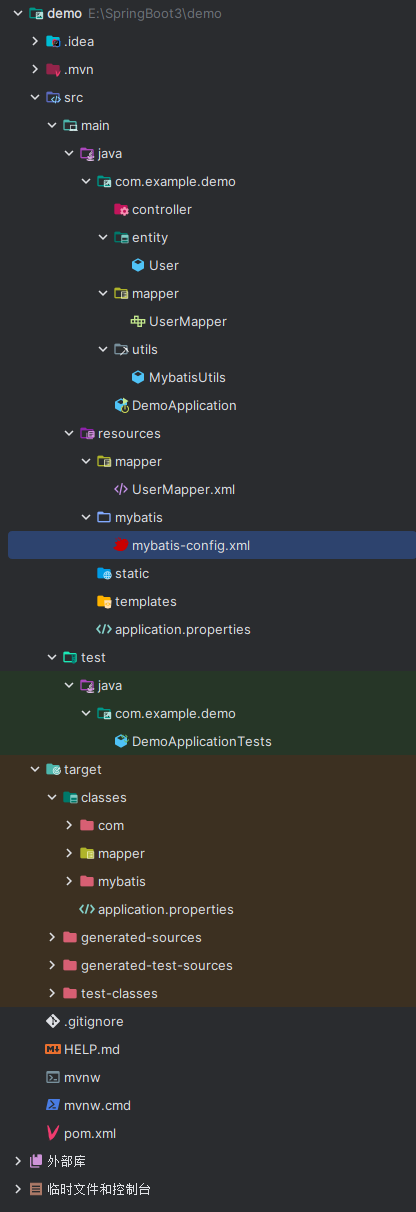 demo E:\SpringBoot3\demo
.idea
.mvn
src
main
java
com.example.demo
controller
entity
User
mapper
UserMapper
utils
MybatisUtils
DemoApplication
resources
mapper
UserMapper.xml
mybatis
mybatis-config.xml
static
templates
application.properties
test
java
com.example.demo
DemoApplicationTests
target
classes
com
mapper
mybatis
application.properties
generated-sources
generated-test-sources
test-classes
.gitignore
HELP.md
mvnw
mvnw.cmd
pom.xml
外部库
临时文件和控制台